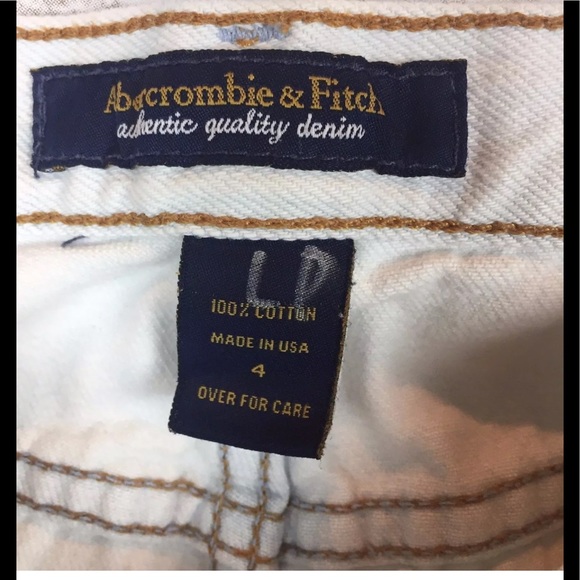 Abercrombie & Fitch
authentic quality denim
LP
100% COTTON
MADE IN USA
4
OVER FOR CARE